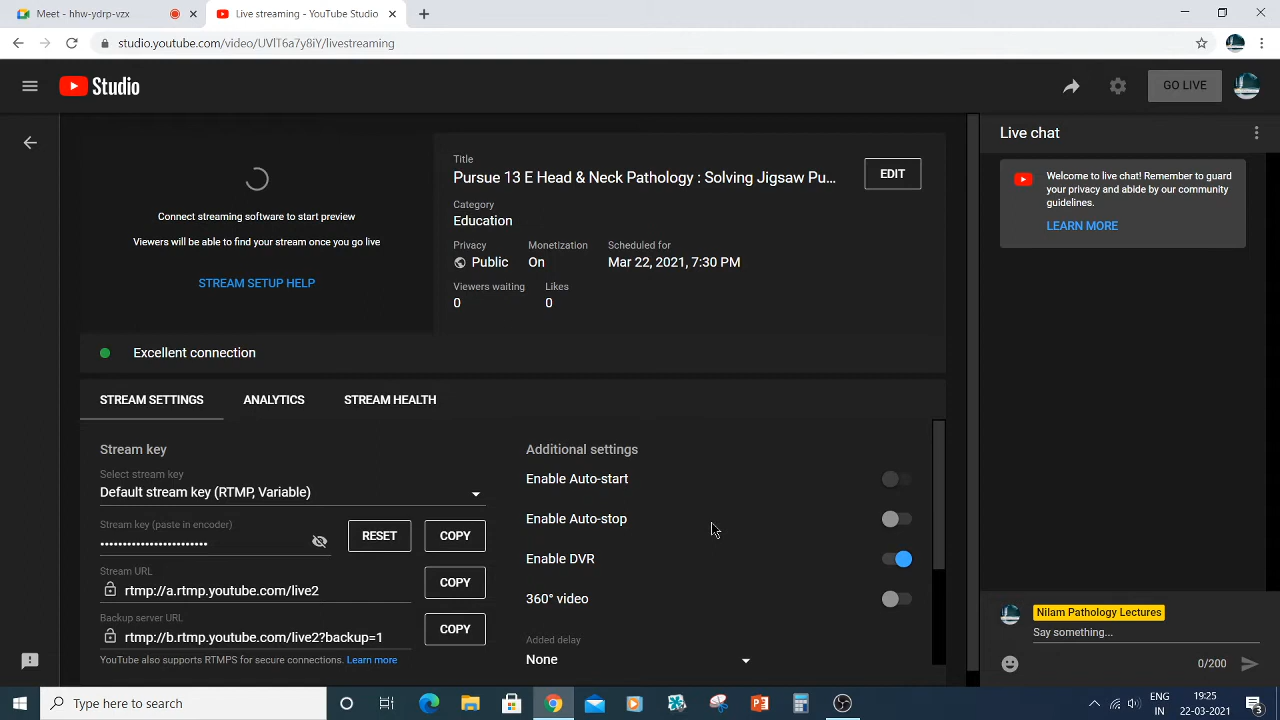 Meet - hhw-ydrp-vzx
Live streaming - YouTube Studio
studio.youtube.com/video/UVlT6a7y8iY/livestreaming
Studio
GO LIVE
Connect streaming software to start preview
Viewers will be able to find your stream once you go live
STREAM SETUP HELP
Title
Pursue 13 E Head & Neck Pathology : Solving Jigsaw Pu...
EDIT
Category
Education
Privacy Monetization Scheduled for
Public On Mar 22, 2021, 7:30 PM
Viewers waiting Likes
0 0
Excellent connection
STREAM SETTINGS ANALYTICS STREAM HEALTH
Stream key
Select stream key
Default stream key (RTMP, Variable)
Stream key (paste in encoder)
••••••••••••••••••••••••
RESET COPY
Stream URL
rtmp://a.rtmp.youtube.com/live2
COPY
Backup server URL
rtmp://b.rtmp.youtube.com/live2?backup=1
COPY
YouTube also supports RTMPS for secure connections. Learn more
Additional settings
Enable Auto-start
Enable Auto-stop
Enable DVR
360° video
Added delay
None
Live chat
Welcome to live chat! Remember to guard
your privacy and abide by our community
guidelines.
LEARN MORE
Nilam Pathology Lectures
Say something...
0/200
Type here to search
ENG
IN
19:25
22-03-2021
3